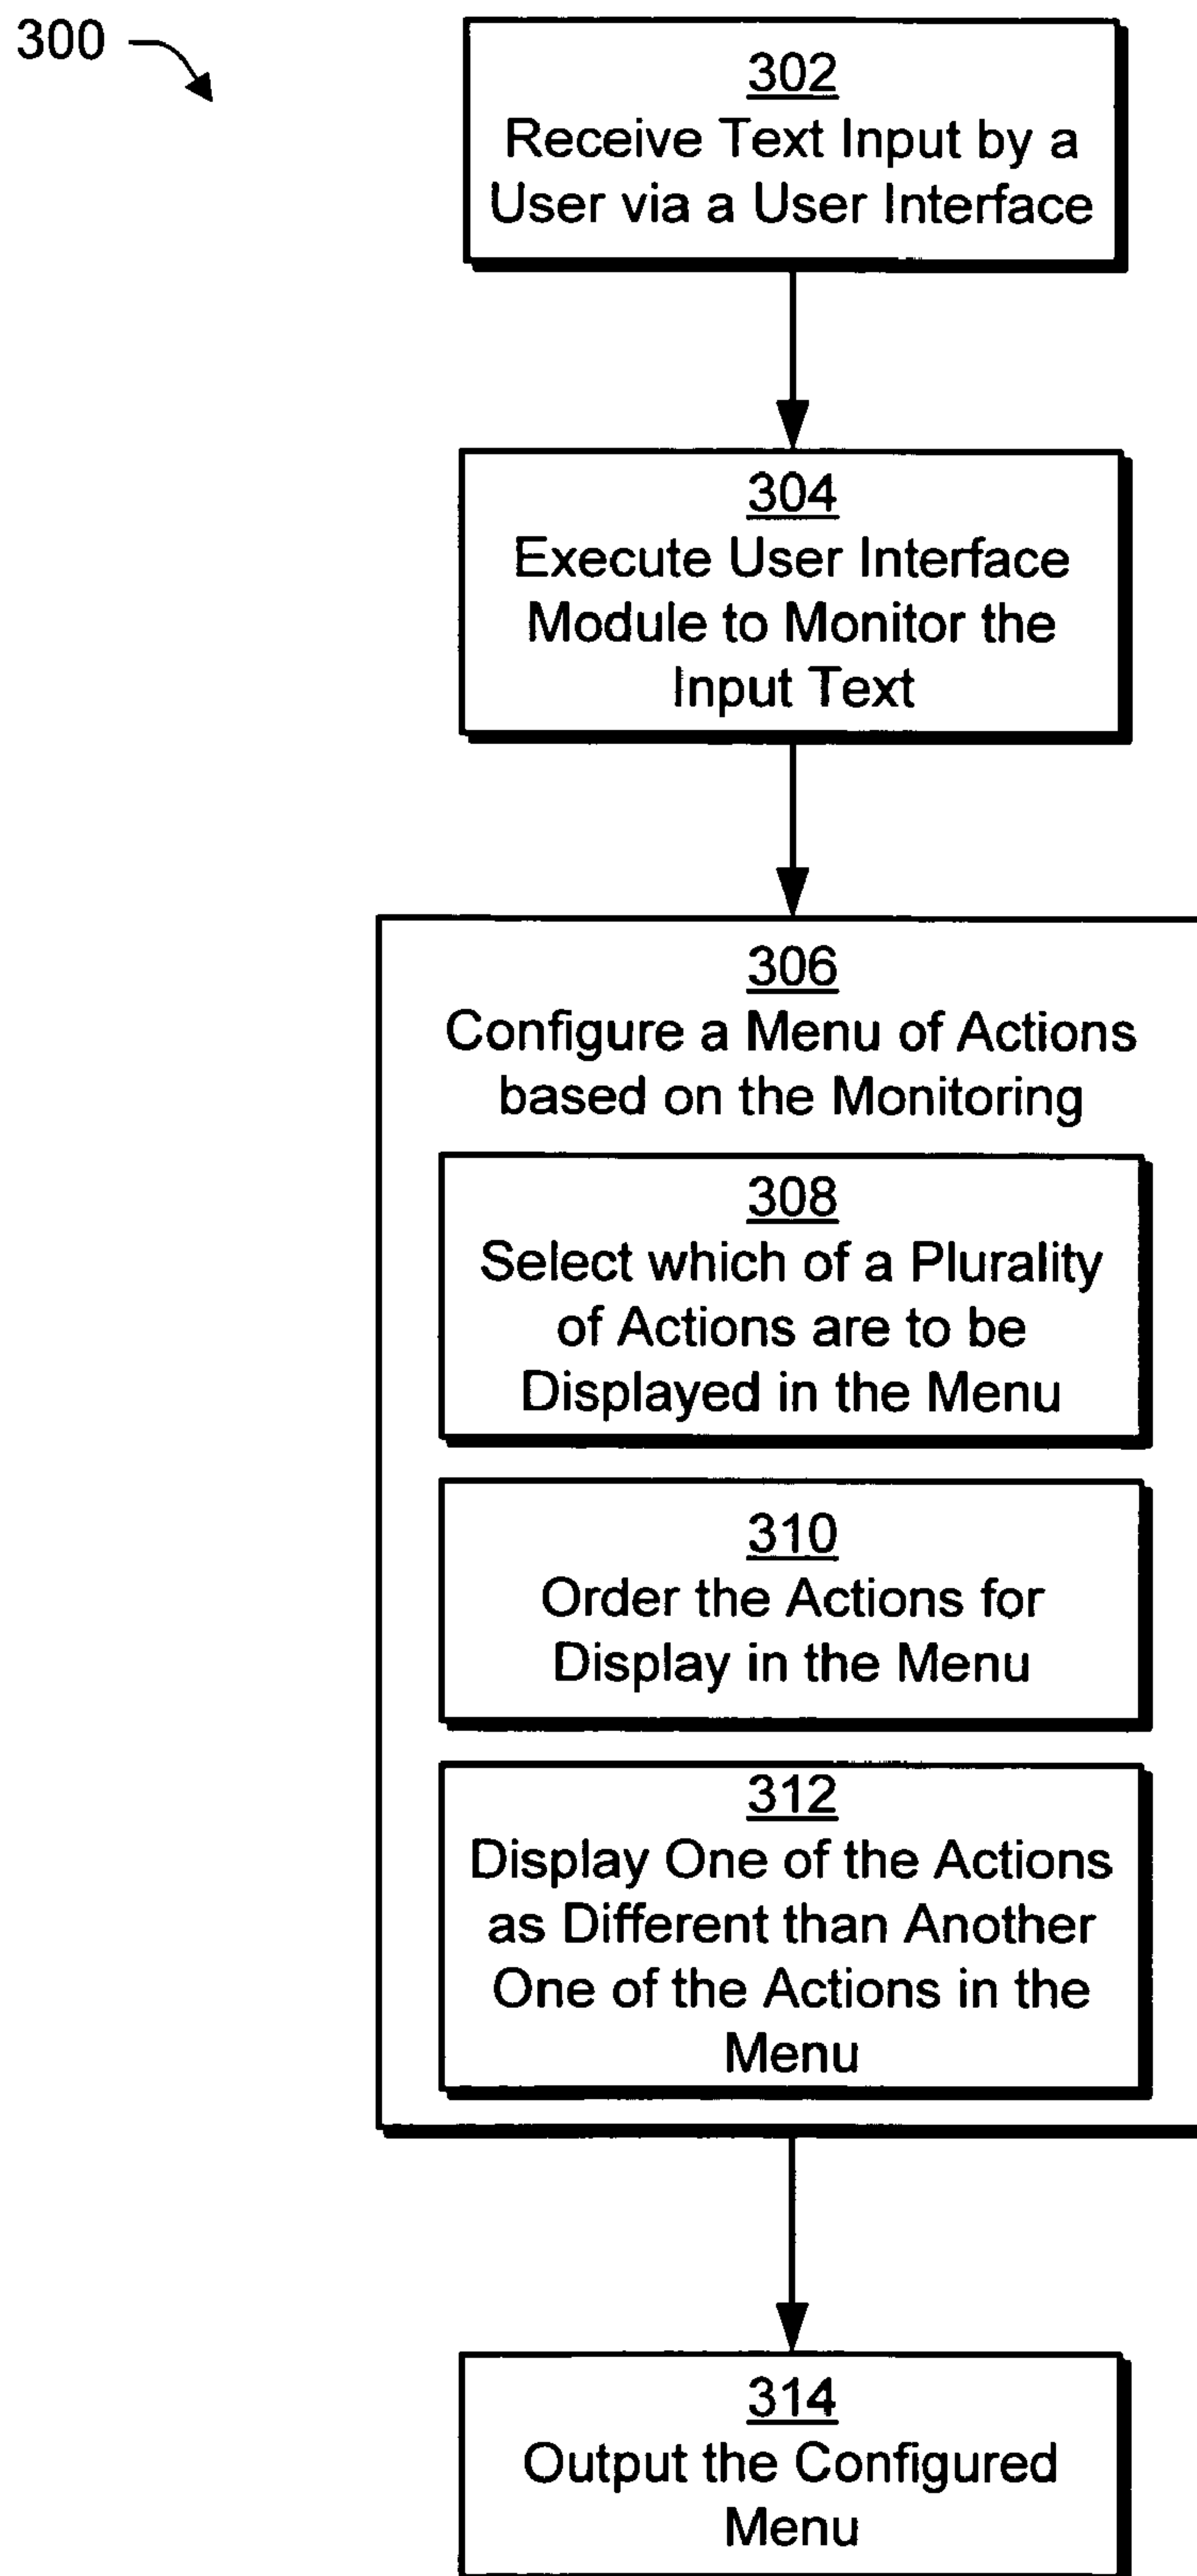 300
302
Receive Text Input by a
User via a User Interface
304
Execute User Interface
Module to Monitor the
Input Text
306
Configure a Menu of Actions
based on the Monitoring
308
Select which of a Plurality
of Actions are to be
Displayed in the Menu
310
Order the Actions for
Display in the Menu
312
Display One of the Actions
as Different than Another
One of the Actions in the
Menu
314
Output the Configured
Menu